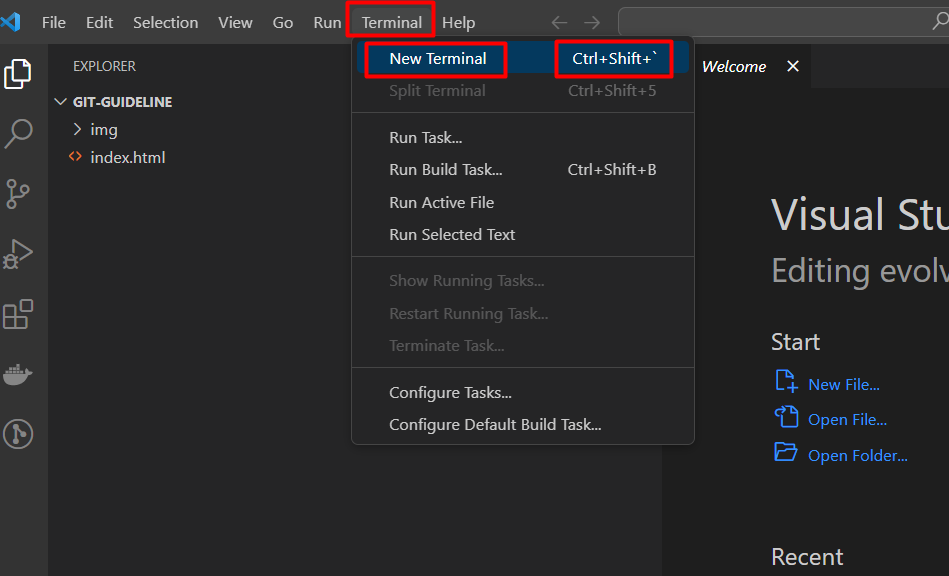 File Edit Selection View Go Run Terminal Help
EXPLORER
GIT-GUIDELINE
img
index.html
New Terminal Ctrl+Shift+`
Split Terminal Ctrl+Shift+5
Run Task...
Run Build Task... Ctrl+Shift+B
Run Active File
Run Selected Text
Show Running Tasks...
Restart Running Task...
Terminate Task...
Configure Tasks...
Configure Default Build Task...
Welcome
Visual Stu
Editing evolv
Start
New File...
Open File...
Open Folder...
Recent